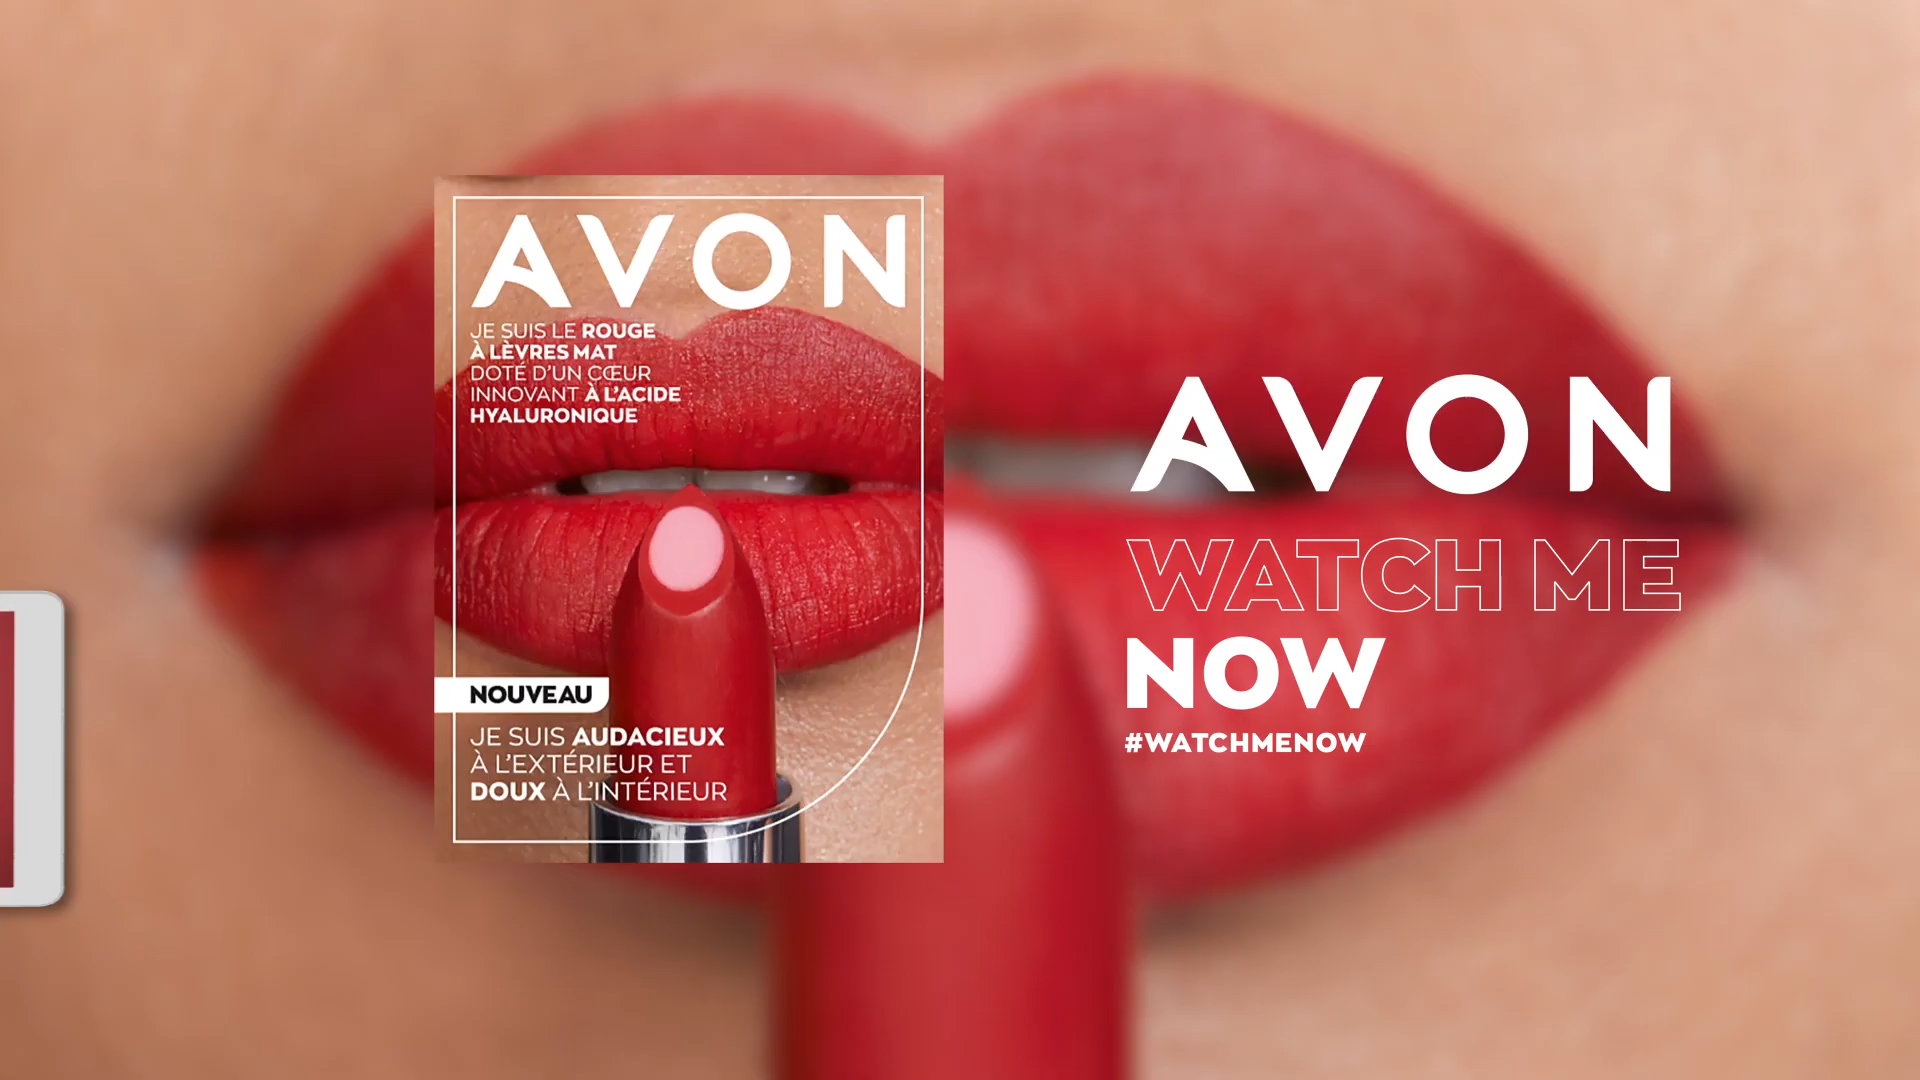 AVON
JE SUIS LE ROUGE
À LÈVRES MAT
DOTÉ D'UN CŒUR
INNOVANT À L'ACIDE
HYALURONIQUE
NOUVEAU
JE SUIS AUDACIEUX
À L'EXTÉRIEUR ET
DOUX À L'INTÉRIEUR
AVON
WATCH ME
NOW
#WATCHMENOW